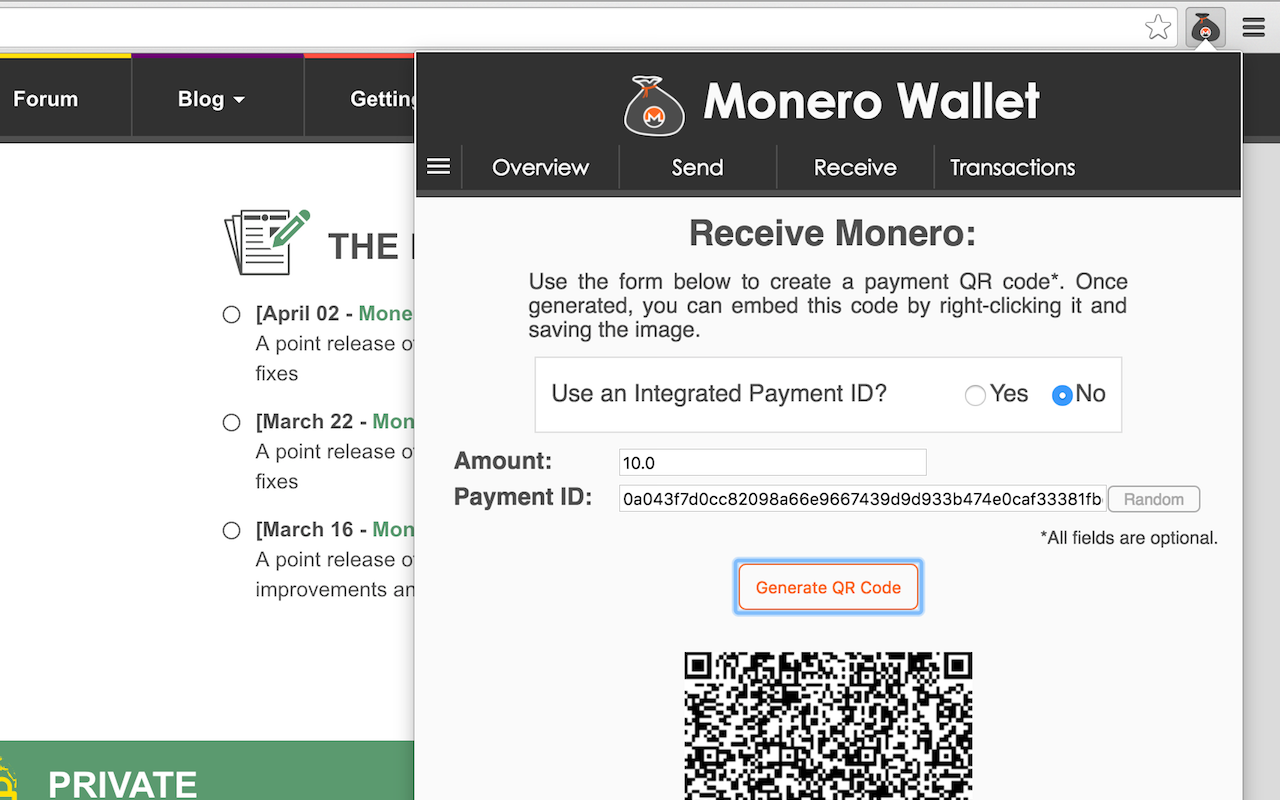 Forum
Blog
Getting
THE
[April 02 - Mone
A point release o
fixes
[March 22 - Mon
A point release o
fixes
[March 16 - Mon
A point release o
improvements an
PRIVATE
Monero Wallet
Overview
Send
Receive
Transactions
Receive Monero:
Use the form below to create a payment QR code*. Once
generated, you can embed this code by right-clicking it and
saving the image.
Use an Integrated Payment ID?
Yes
No
Amount:
10.0
Payment ID:
0a043f7d0cc82098a66e9667439d9d933b474e0caf33381fb
Random
*All fields are optional.
Generate QR Code